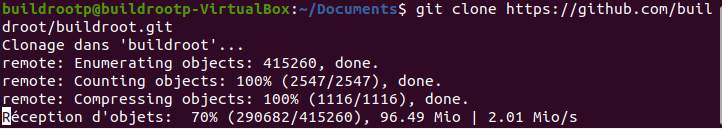 buildrootp@buildrootp-VirtualBox:~/Documents$ git clone https://github.com/buil
droot/buildroot.git
Clonage dans 'buildroot'...
remote: Enumerating objects: 415260, done.
remote: Counting objects: 100% (2547/2547), done.
remote: Compressing objects: 100% (1116/1116), done.
Réception d'objets:  70% (290682/415260), 96.49 Mio | 2.01 Mio/s